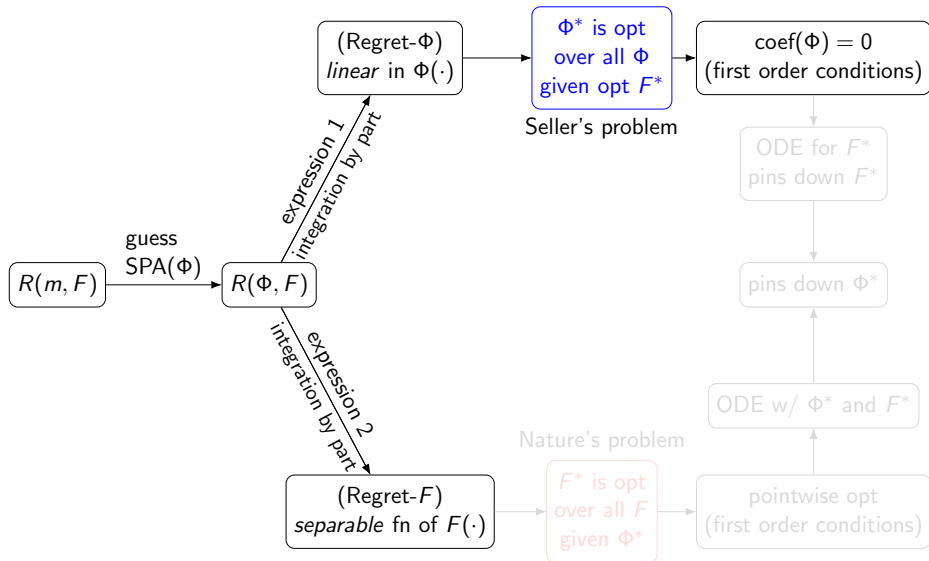 (Regret-Φ)
linear in Φ(·)
Φ* is opt
over all Φ
given opt F*
Seller's problem
coef(Φ) = 0
(first order conditions)
ODE for F*
pins down F*
expression 1
integration by part
guess
SPA(Φ)
R(m, F)
R(Φ, F)
pins down Φ*
expression 2
integration by part
ODE w/ Φ* and F*
Nature's problem
(Regret-F)
separable fn of F(·)
F* is opt
over all F
given Φ*
pointwise opt
(first order conditions)